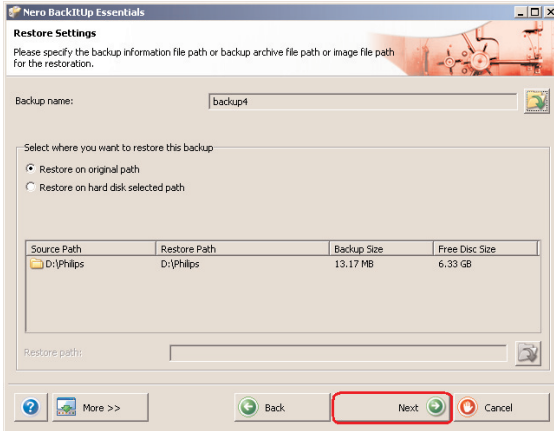 Nero BackItUp Essentials
Restore Settings
Please specify the backup information file path or backup archive file path or image file path
for the restoration.
Backup name: backup4
Select where you want to restore this backup
Restore on original path
Restore on hard disk selected path
Source Path Restore Path Backup Size Free Disc Size
D:\Philips D:\Philips 13.17 MB 6.33 GB
Restore path:
More >> Back Next Cancel